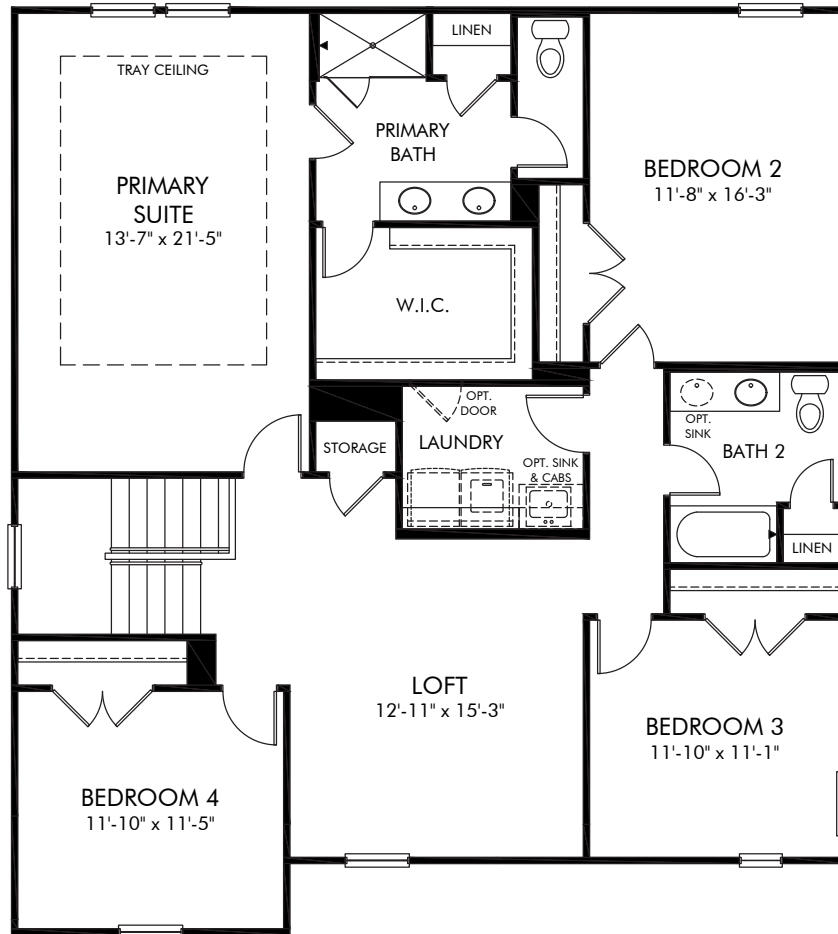 LINEN
TRAY CEILING
PRIMARY
BATH
PRIMARY
SUITE
13'-7" x 21'-5"
BEDROOM 2
11'-8" x 16'-3"
W.I.C.
OPT.
DOOR
STORAGE
LAUNDRY
OPT. SINK
& CABS
OPT.
SINK
BATH 2
LINEN
LOFT
12'-11" x 15'-3"
BEDROOM 3
11'-10" x 11'-1"
BEDROOM 4
11'-10" x 11'-5"